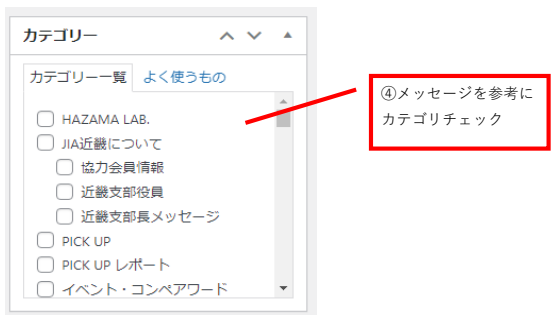 カテゴリー
カテゴリー一覧 よく使うもの
HAZAMA LAB.
JIA近畿について
協力会員情報
近畿支部役員
近畿支部長メッセージ
PICK UP
PICK UP レポート
イベント・コンペアワード
④メッセージを参考に
カテゴリチェック